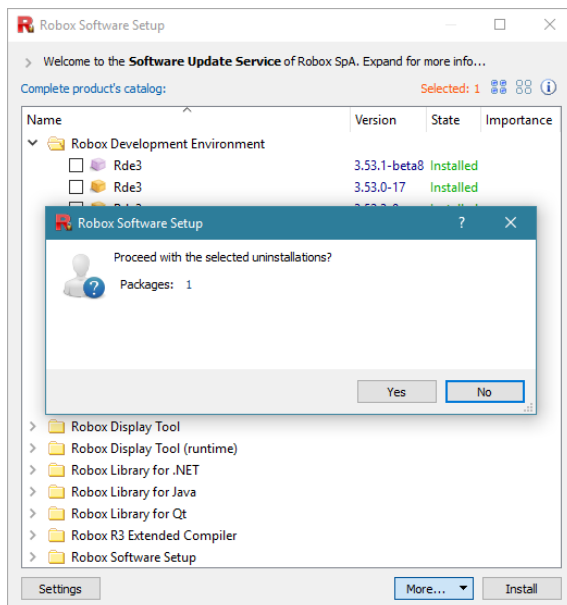 Robox Software Setup
Welcome to the Software Update Service of Robox SpA. Expand for more info...
Complete product's catalog: Selected: 1
Name Version State Importance
Robox Development Environment
Rde3 3.53.1-beta8 Installed
Rde3 3.53.0-17 Installed
Robox Software Setup
Proceed with the selected uninstallations?
Packages: 1
Yes No
Robox Display Tool
Robox Display Tool (runtime)
Robox Library for .NET
Robox Library for Java
Robox Library for Qt
Robox R3 Extended Compiler
Robox Software Setup
Settings More... Install